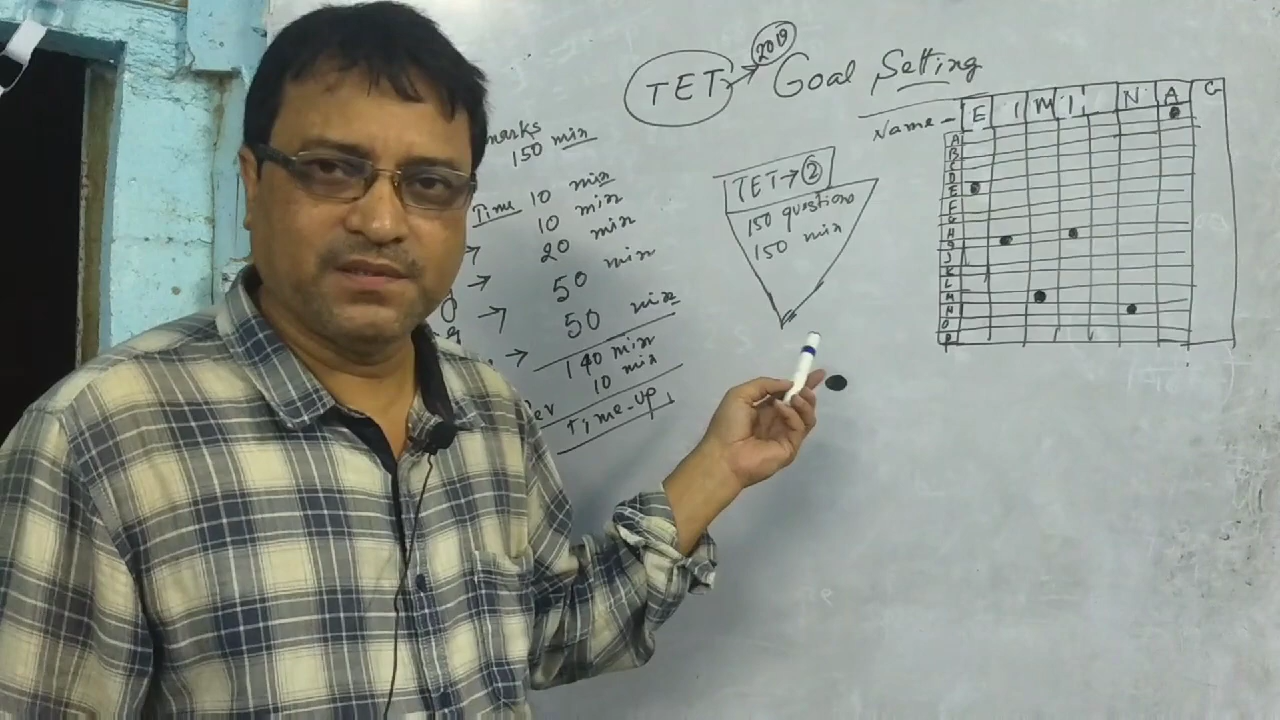 TET → 2019 Goal Setting
marks
150 min
Time 10 min
10 min
→ 20 min
→ 50 min
→ 50 min
→ 140 min
10 min
Time-up
TET → 2
150 questions
150 min
Name - E I M I N A G
A
B
C
D
E
F
G
H
I
J
K
L
M
N
O
P